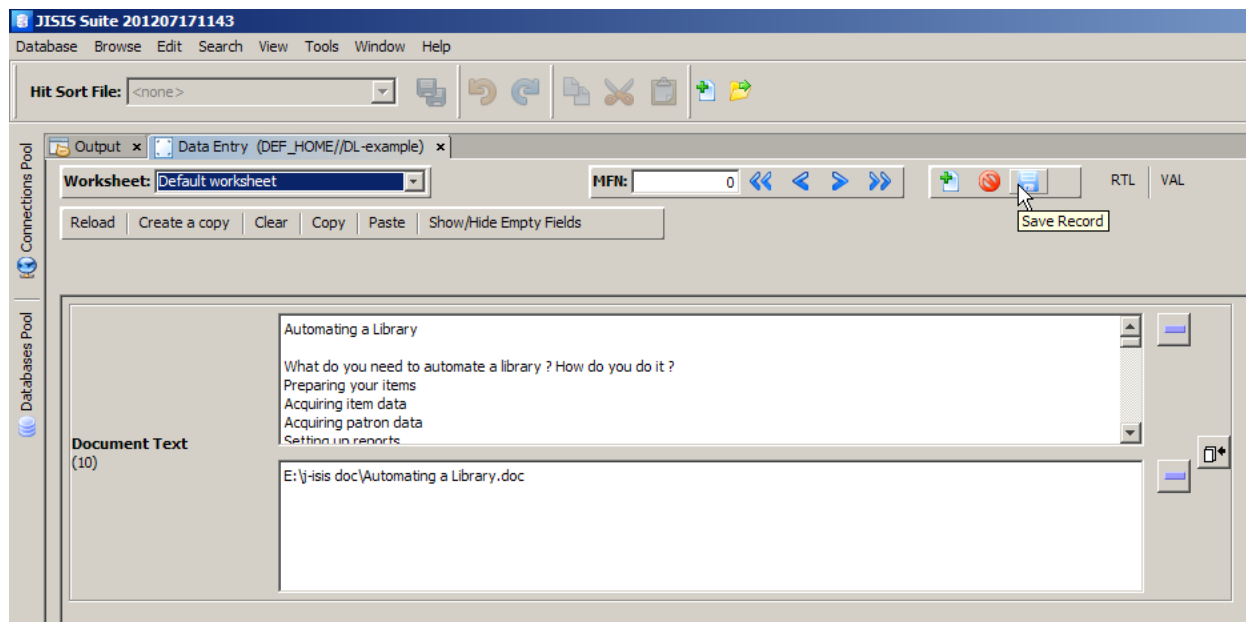 JISIS Suite 201207171143
Database Browse Edit Search View Tools Window Help
Hit Sort File: <none>
Connections Pool
Databases Pool
Output x Data Entry (DEF_HOME//DL-example) x
Worksheet: Default worksheet MFN: 0 RTL VAL
Reload Create a copy Clear Copy Paste Show/Hide Empty Fields
Save Record
Document Text
(10)
Automating a Library
What do you need to automate a library ? How do you do it ?
Preparing your items
Acquiring item data
Acquiring patron data
Setting up reports
E:\j-isis doc\Automating a Library.doc